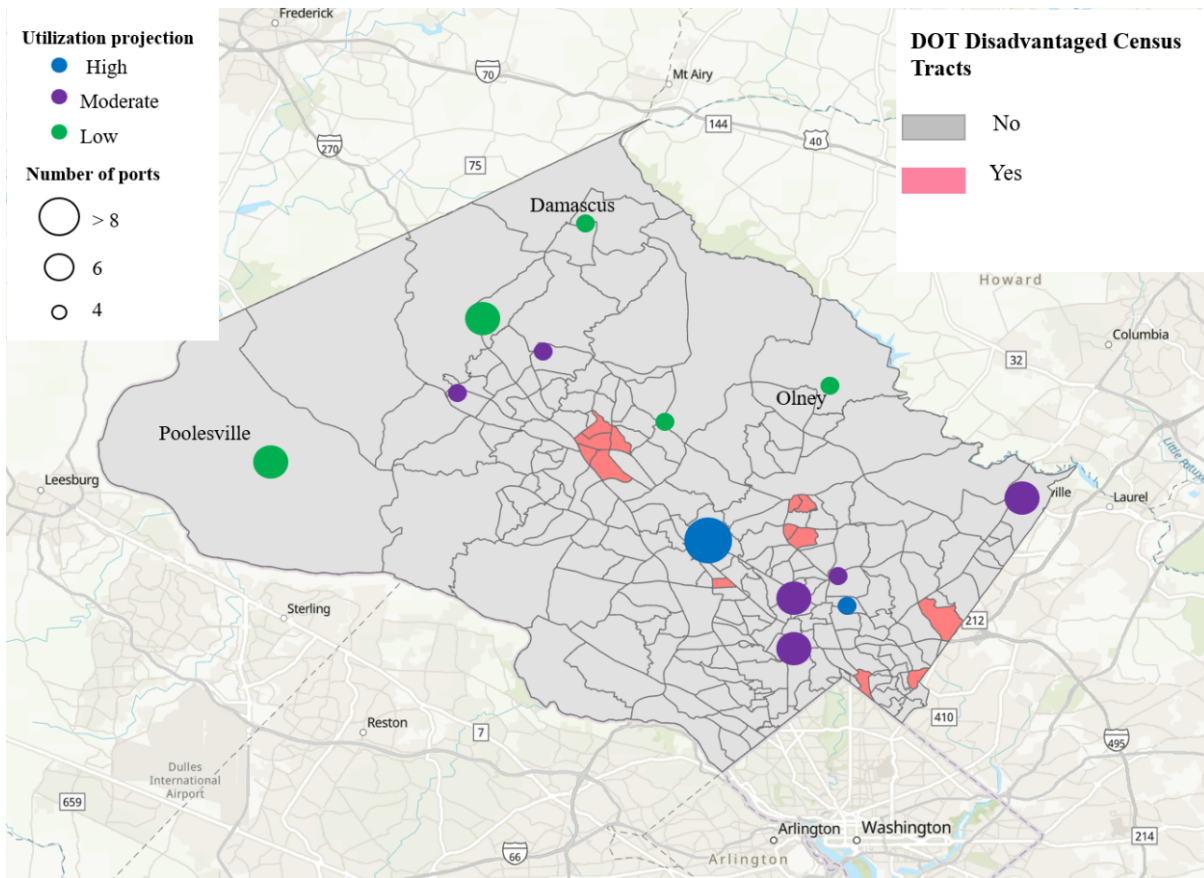 Utilization projection
High
Moderate
Low
Number of ports
> 8
6
4
DOT Disadvantaged Census
Tracts
No
Yes
Frederick
70
Mt Airy
144
40
270
75
Damascus
Howard
Columbia
32
Olney
Poolesville
Leesburg
ville
Laurel
Sterling
212
Reston
7
410
495
Dulles
International
Airport
659
66
Arlington
Washington
Arlington
214